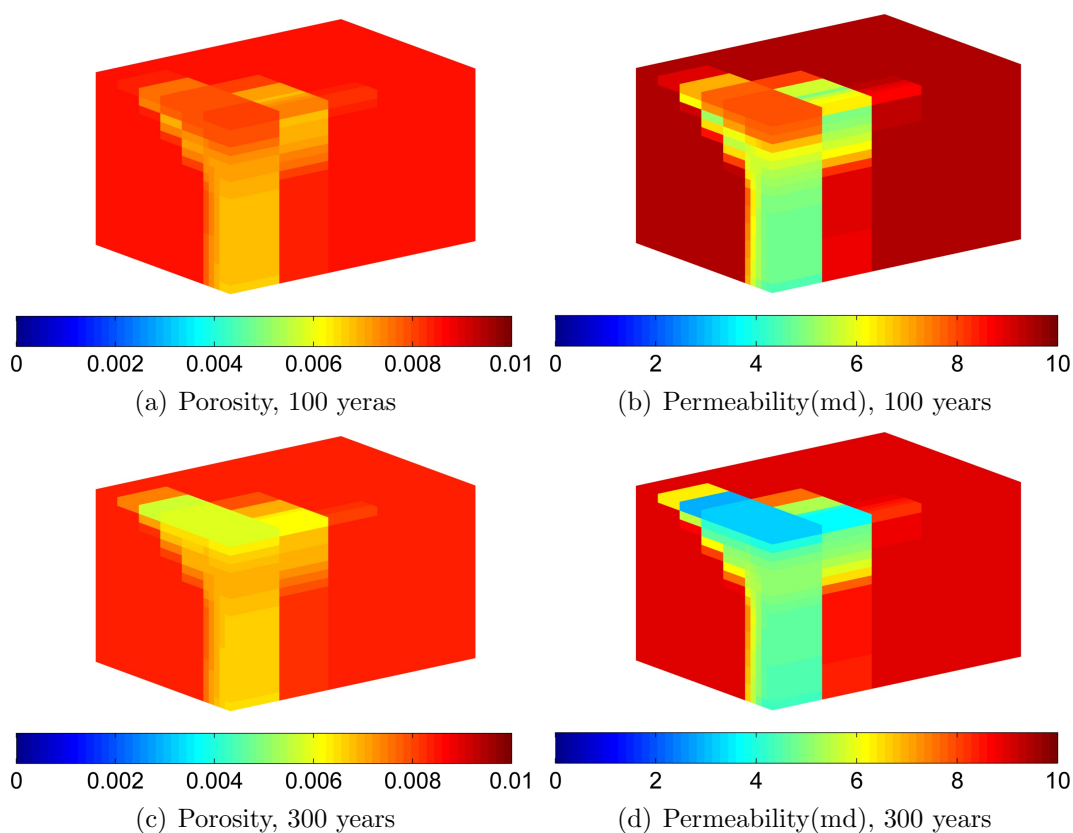 0 0.002 0.004 0.006 0.008 0.01
0 2 4 6 8 10
(a) Porosity, 100 yeras
(b) Permeability(md), 100 years
0 0.002 0.004 0.006 0.008 0.01
0 2 4 6 8 10
(c) Porosity, 300 years
(d) Permeability(md), 300 years